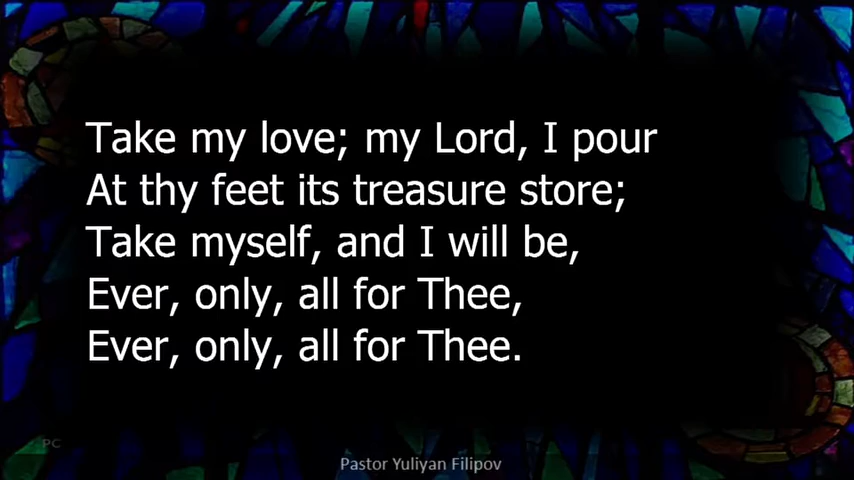 Take my love; my Lord, I pour
At thy feet its treasure store;
Take myself, and I will be,
Ever, only, all for Thee,
Ever, only, all for Thee.
PC
Pastor Yuliyan Filipov